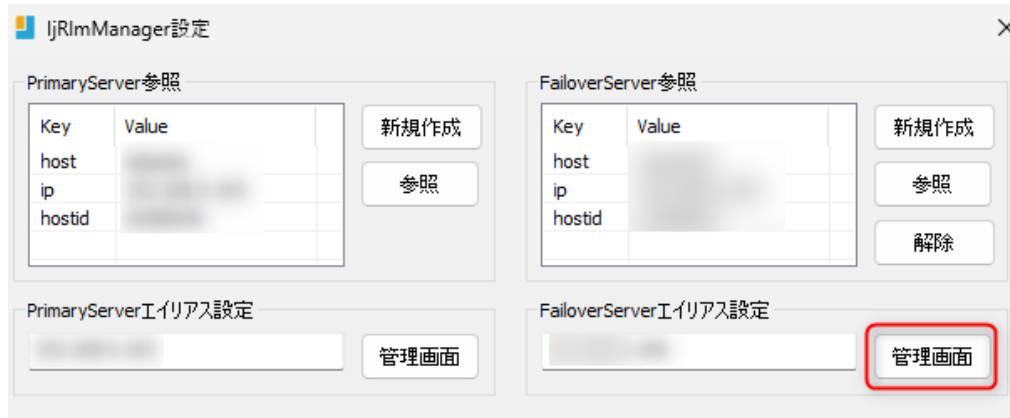 IjRlmManager設定
PrimaryServer参照
Key Value
host
ip
hostid
新規作成
参照
FailoverServer参照
Key Value
host
ip
hostid
新規作成
参照
解除
PrimaryServerエイリアス設定
管理画面
FailoverServerエイリアス設定
管理画面